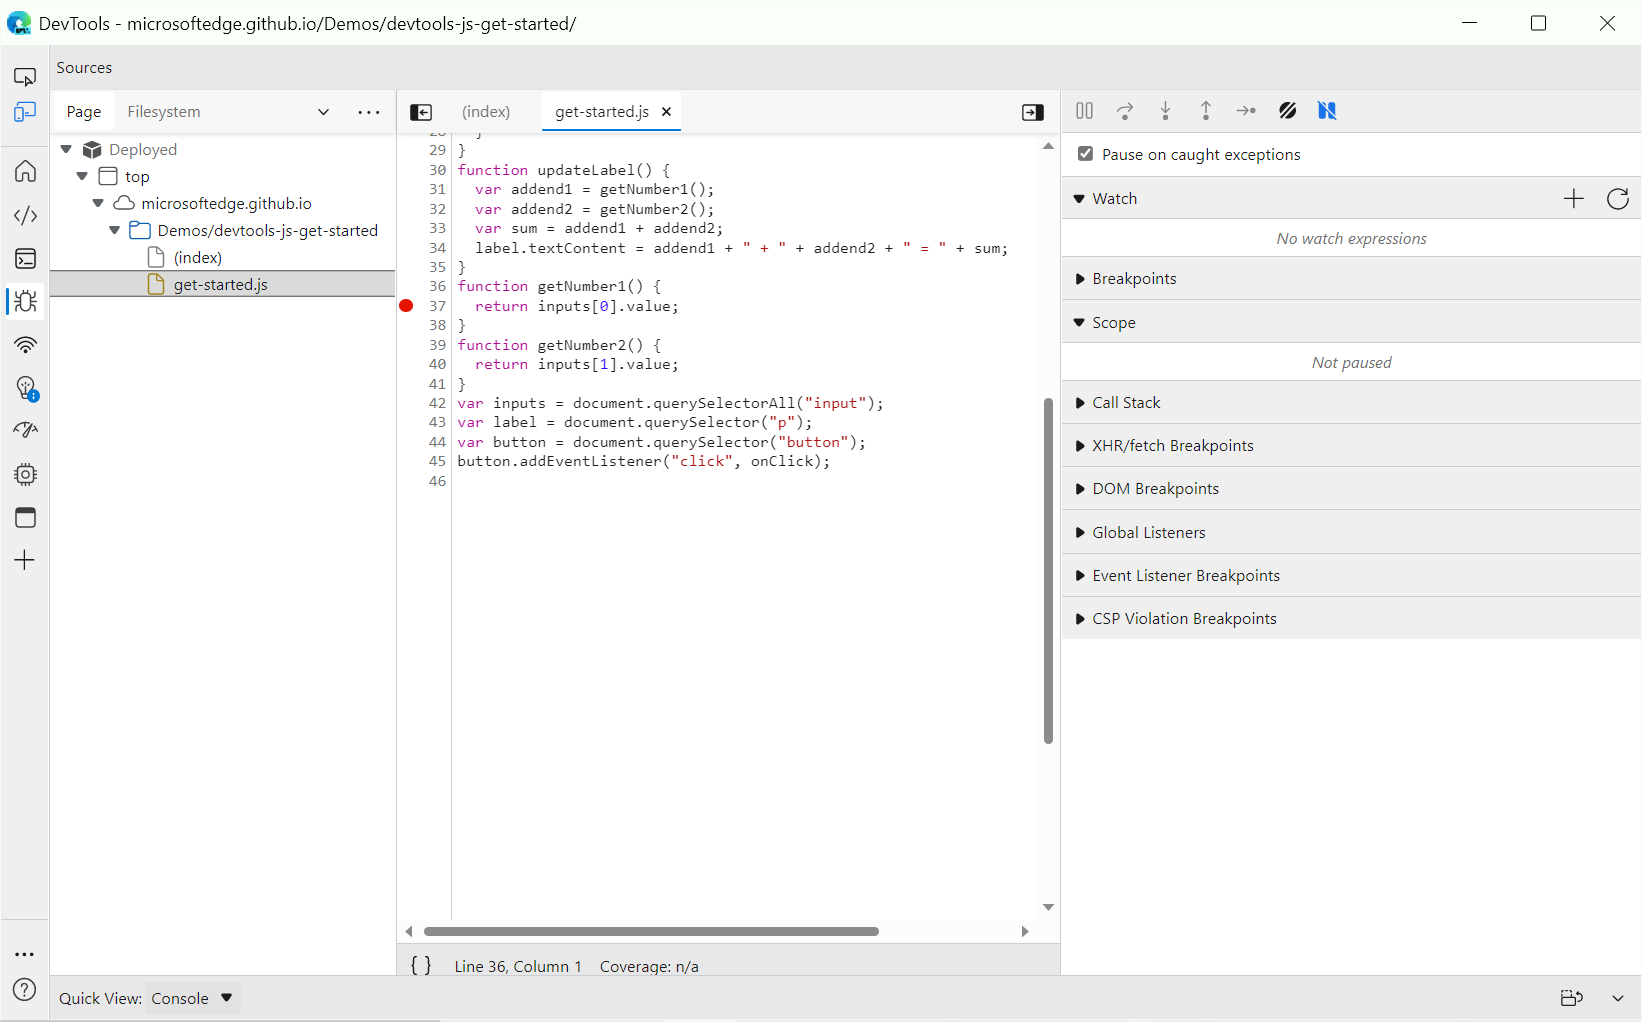 DevTools - microsoftedge.github.io/Demos/devtools-js-get-started/
Sources
Page Filesystem
Deployed
top
microsoftedge.github.io
Demos/devtools-js-get-started
(index)
get-started.js
(index) get-started.js
28 }
29 }
30 function updateLabel() {
31 var addend1 = getNumber1();
32 var addend2 = getNumber2();
33 var sum = addend1 + addend2;
34 label.textContent = addend1 + " + " + addend2 + " = " + sum;
35 }
36 function getNumber1() {
37 return inputs[0].value;
38 }
39 function getNumber2() {
40 return inputs[1].value;
41 }
42 var inputs = document.querySelectorAll("input");
43 var label = document.querySelector("p");
44 var button = document.querySelector("button");
45 button.addEventListener("click", onClick);
46
{ } Line 36, Column 1 Coverage: n/a
Pause on caught exceptions
Watch
No watch expressions
Breakpoints
Scope
Not paused
Call Stack
XHR/fetch Breakpoints
DOM Breakpoints
Global Listeners
Event Listener Breakpoints
CSP Violation Breakpoints
Quick View: Console